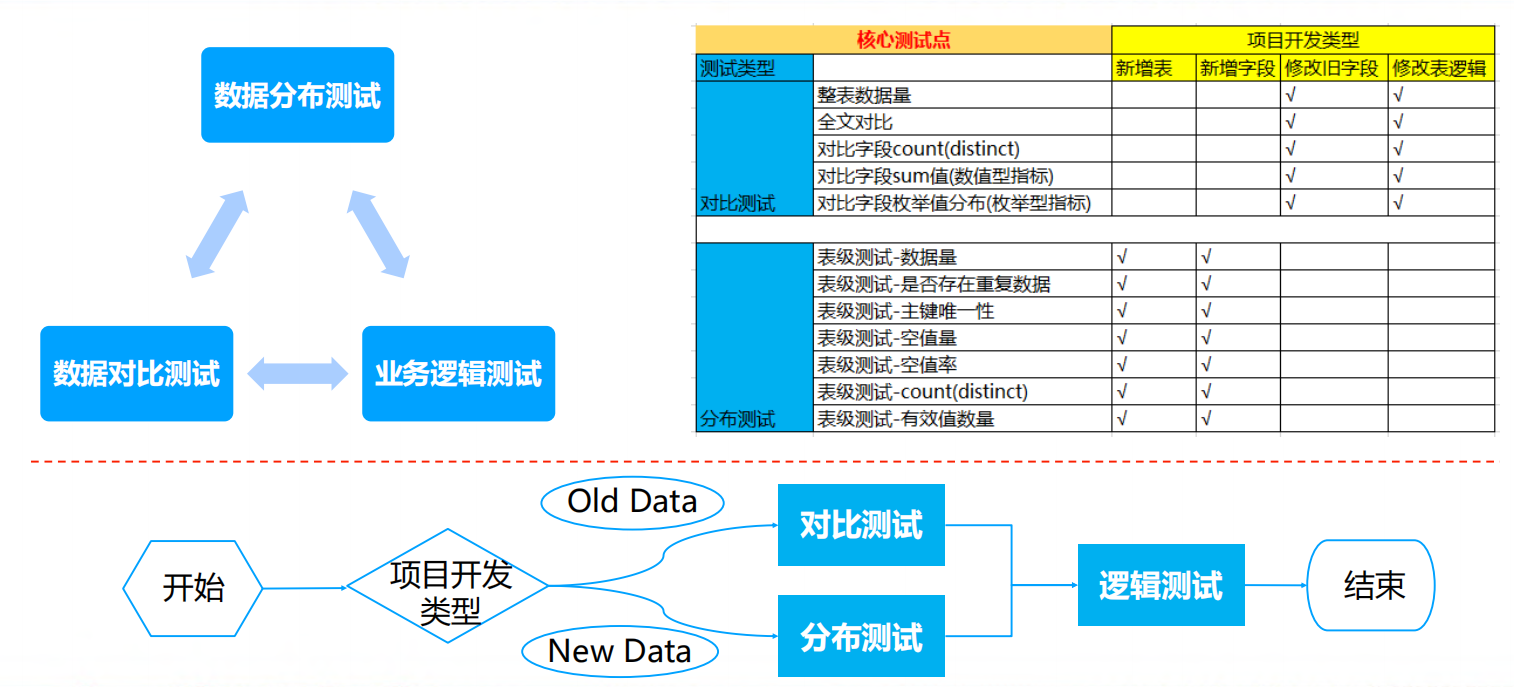 数据分布测试
数据对比测试
业务逻辑测试
核心测试点 项目开发类型
测试类型 新增表 新增字段 修改旧字段 修改表逻辑
整表数据量 √ √
全文对比 √ √
对比字段count(distinct) √ √
对比字段sum值(数值型指标) √ √
对比测试 对比字段枚举值分布(枚举型指标) √ √
表级测试-数据量 √ √
表级测试-是否存在重复数据 √ √
表级测试-主键唯一性 √ √
表级测试-空值量 √ √
表级测试-空值率 √ √
表级测试-count(distinct) √ √
分布测试 表级测试-有效值数量 √ √
开始
项目开发
类型
Old Data
New Data
对比测试
分布测试
逻辑测试
结束